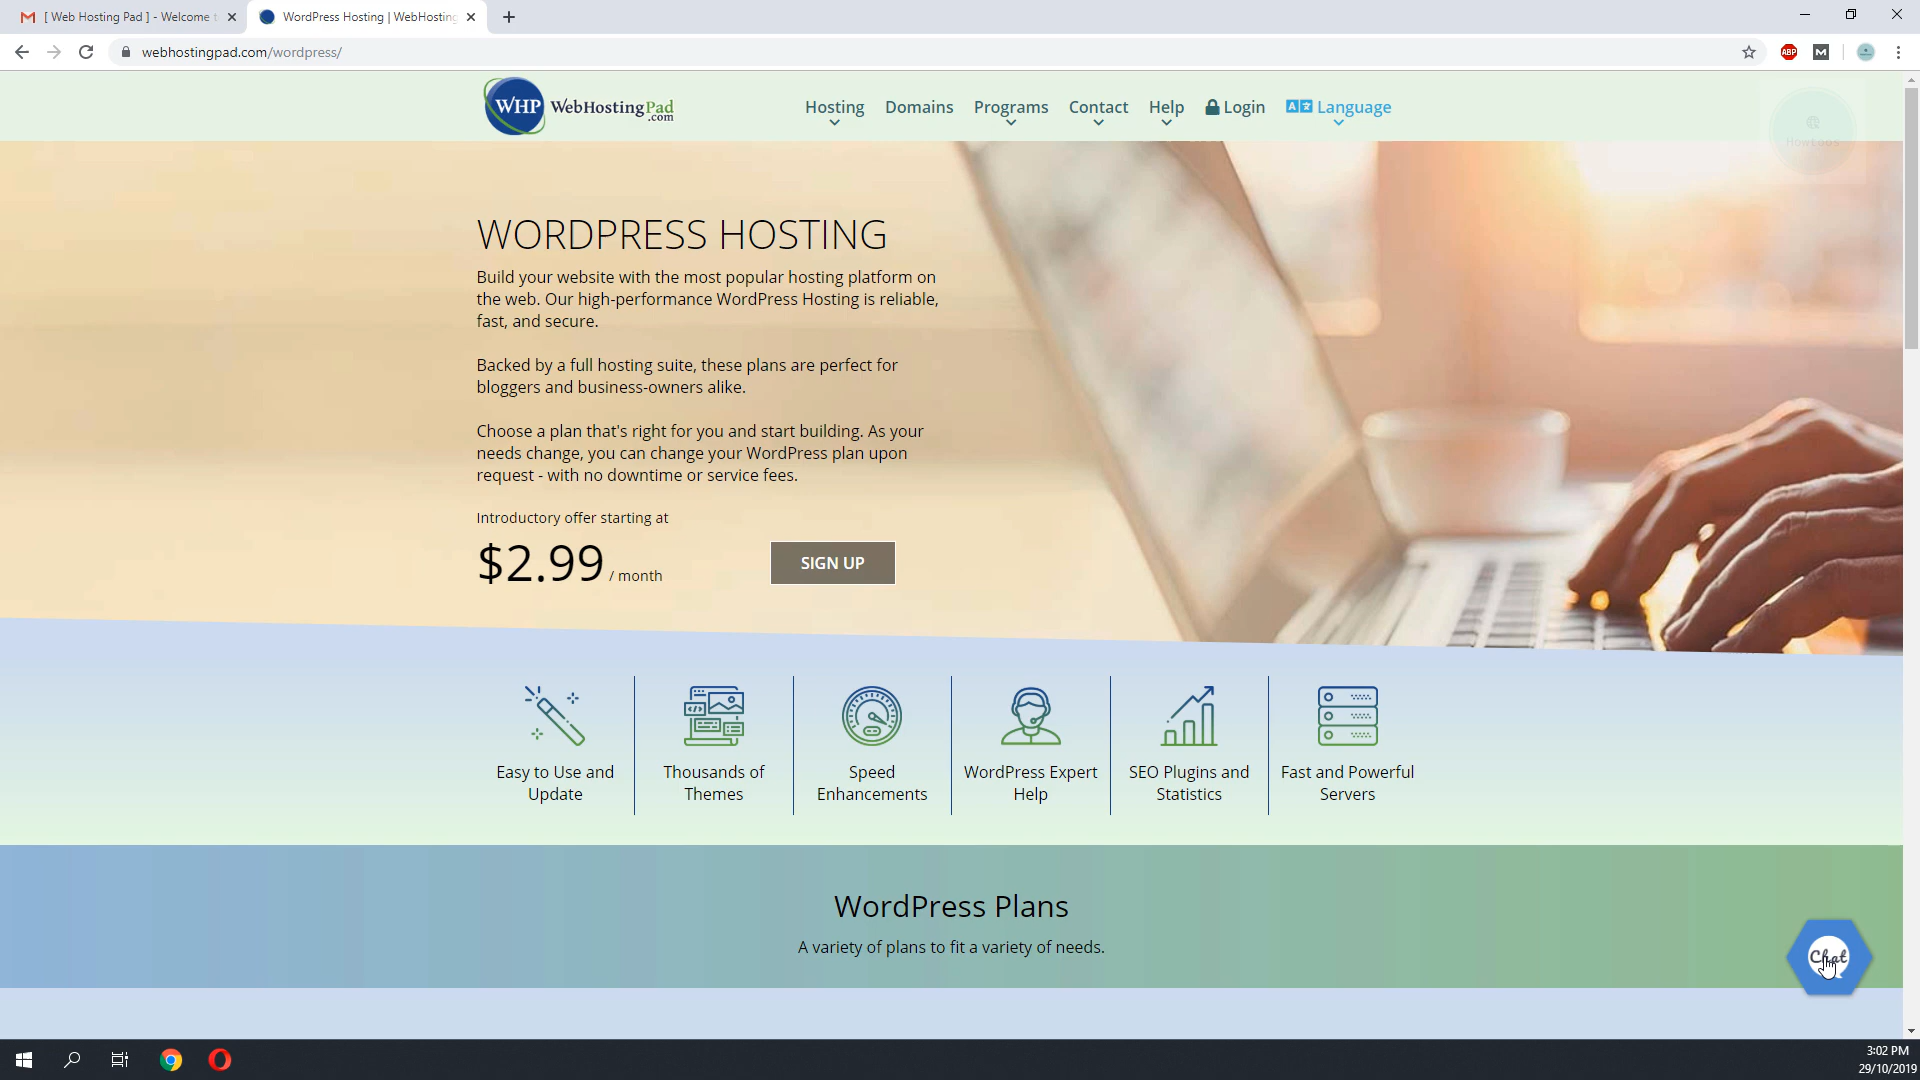 [ Web Hosting Pad ] - Welcome t
WordPress Hosting | WebHosting
webhostingpad.com/wordpress/
ABP
M
WHP WebHostingPad
.com
Hosting
Domains
Programs
Contact
Help
Login
Language
WORDPRESS HOSTING
Build your website with the most popular hosting platform on
the web. Our high-performance WordPress Hosting is reliable,
fast, and secure.
Backed by a full hosting suite, these plans are perfect for
bloggers and business-owners alike.
Choose a plan that's right for you and start building. As your
needs change, you can change your WordPress plan upon
request - with no downtime or service fees.
Introductory offer starting at
$2.99 / month
SIGN UP
Easy to Use and
Update
Thousands of
Themes
Speed
Enhancements
WordPress Expert
Help
SEO Plugins and
Statistics
Fast and Powerful
Servers
WordPress Plans
A variety of plans to fit a variety of needs.
Chat
3:02 PM
29/10/2019